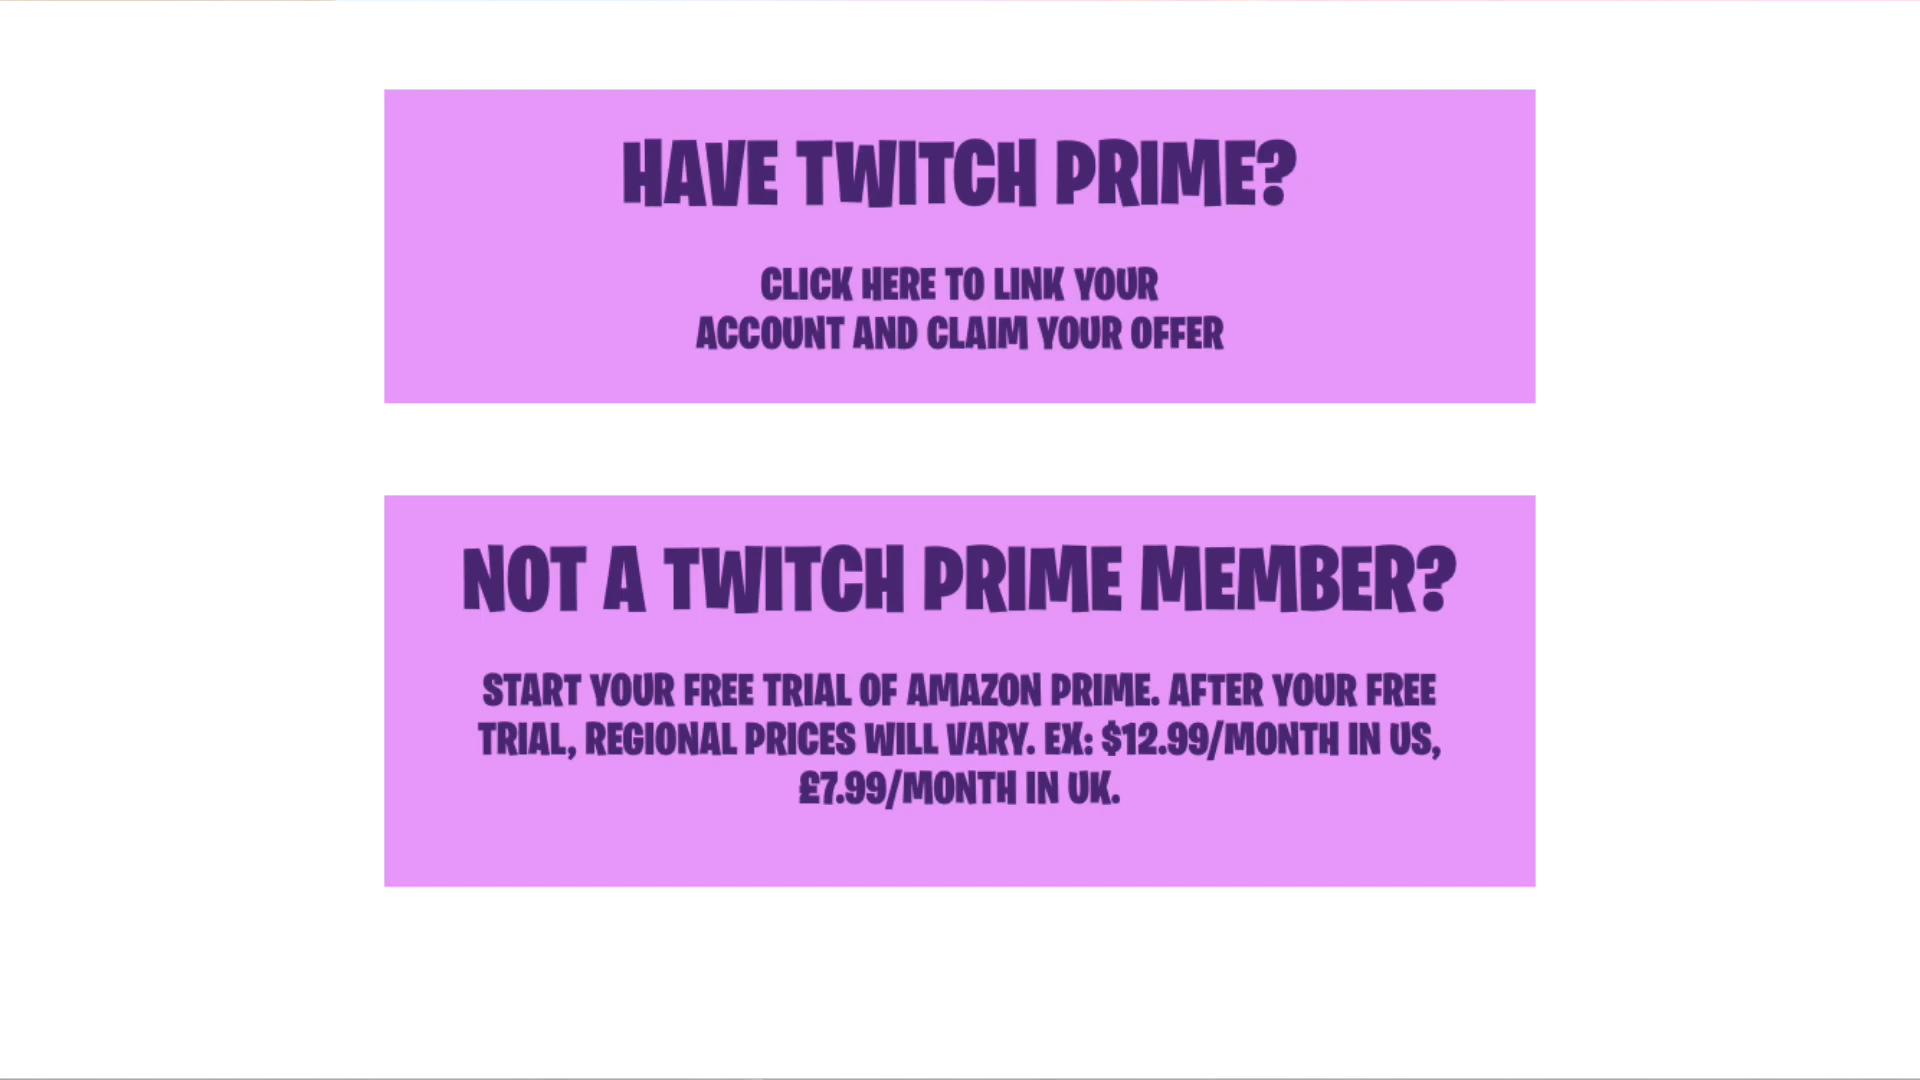 HAVE TWITCH PRIME?
CLICK HERE TO LINK YOUR
ACCOUNT AND CLAIM YOUR OFFER
NOT A TWITCH PRIME MEMBER?
START YOUR FREE TRIAL OF AMAZON PRIME. AFTER YOUR FREE
TRIAL, REGIONAL PRICES WILL VARY. EX: $12.99/MONTH IN US,
£7.99/MONTH IN UK.